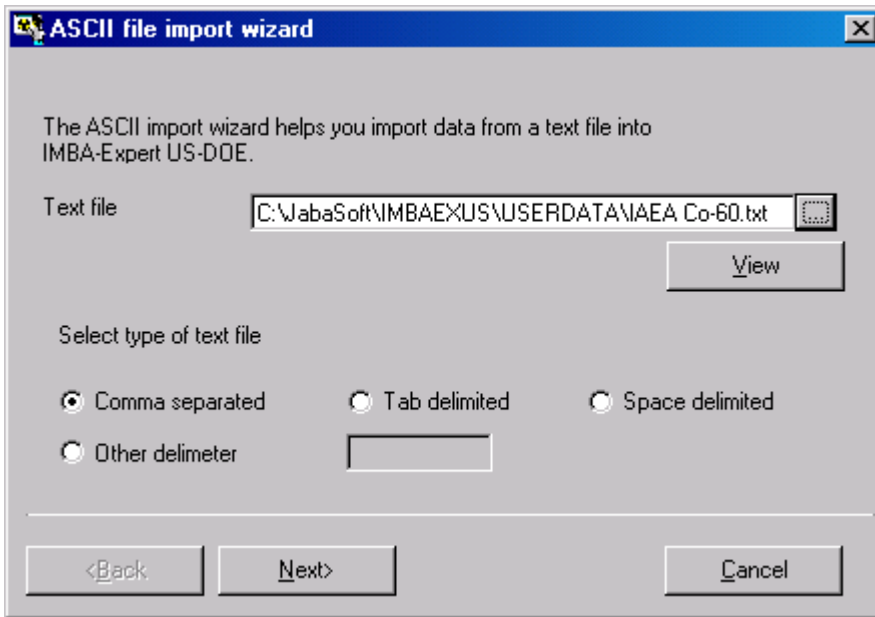 ASCII file import wizard
The ASCII import wizard helps you import data from a text file into
IMBA-Expert US-DOE.
Text file
C:\JabaSoft\IMBAEXUS\USERDATA\IAEA Co-60.txt
...
View
Select type of text file
Comma separated Tab delimited Space delimited
Other delimeter
<Back Next> Cancel